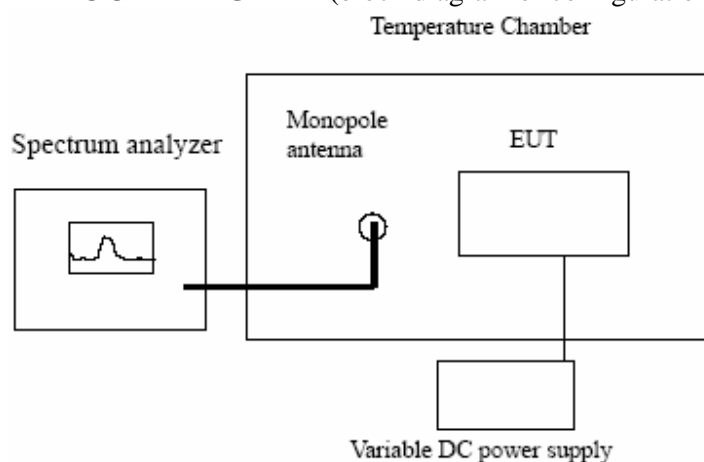 Temperature Chamber
Monopole
antenna
EUT
Spectrum analyzer
Variable DC power supply